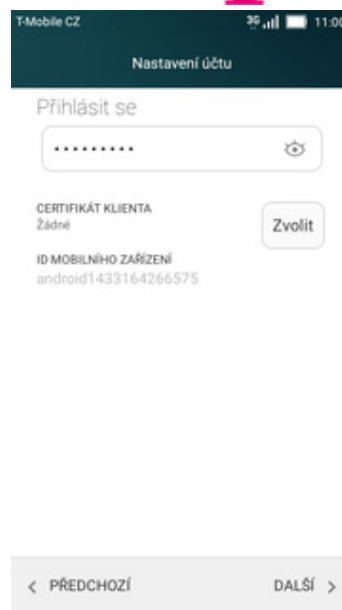 T-Mobile CZ 3G 11:00
Nastavení účtu
Přihlásit se
•••••••••
CERTIFIKÁT KLIENTA
Žádné
Zvolit
ID MOBILNÍHO ZAŘÍZENÍ
android1433164266575
PŘEDCHOZÍ DALŠÍ